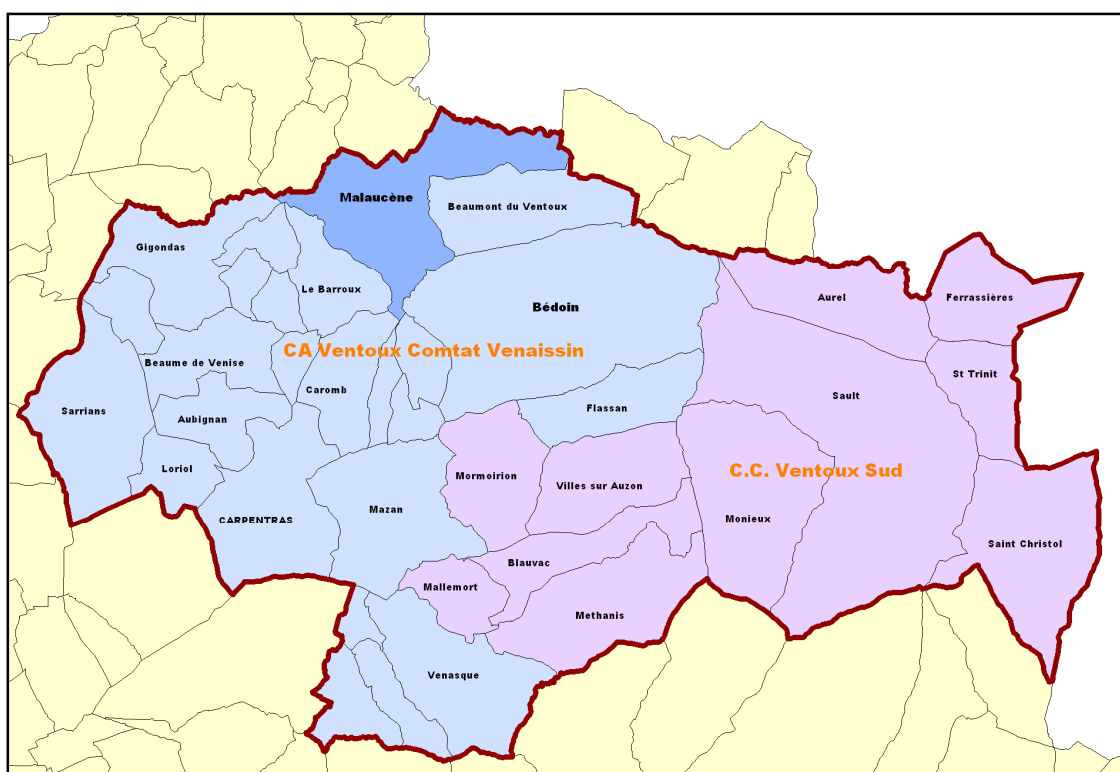 Malaucène
Beaumont du Ventoux
Gigondas
Le Barroux
Aurel
Ferrassières
Bédoin
CA Ventoux Comtat Venaissin
Beaume de Venise
St Trinit
Caromb
Sault
Sarrians
Aubignan
Flassan
Loriol
C.C. Ventoux Sud
Mormoirion
Villes sur Auzon
Mazan
CARPENTRAS
Monieux
Saint Christol
Blauvac
Mallemort
Methanis
Venasque